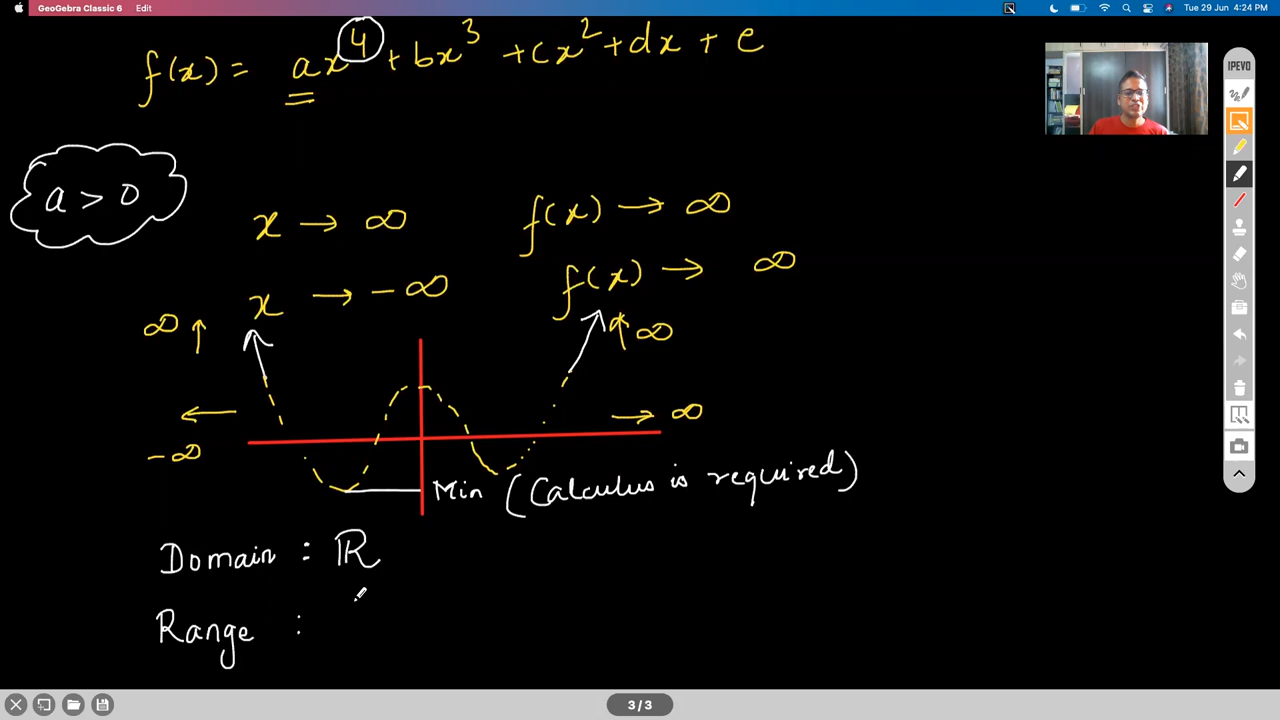 GeoGebra Classic 6 Edit
Tue 29 Jun 4:24 PM
f(x) = ax⁴ + bx³ + cx² + dx + e
IPEVO
a > 0
x → ∞ f(x) → ∞
x → -∞ f(x) → ∞
∞ ↑ ↑ ∞
← → ∞
-∞
Min (Calculus is required)
Domain : ℝ
Range :
3 / 3